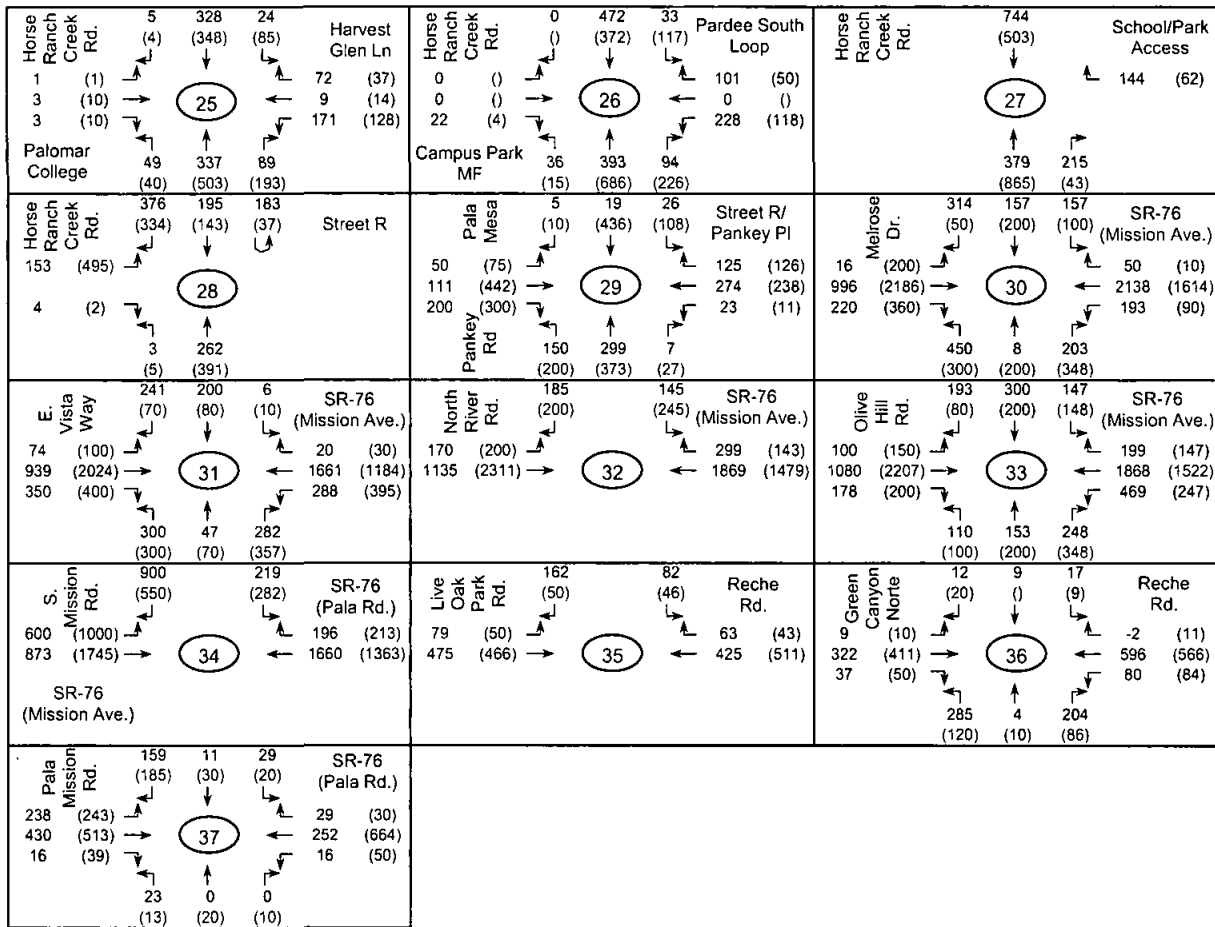 Horse Ranch Creek Rd.
5 328 24
(4) (348) (85)
Harvest Glen Ln
1 (1)
3 (10)
3 (10)
25
72 (37)
9 (14)
171 (128)
Palomar College
49 337 89
(40) (503) (193)
Horse Ranch Creek Rd.
0 472 33
() (372) (117)
Pardee South Loop
0 ()
0 ()
22 (4)
26
101 (50)
0 ()
228 (118)
Campus Park MF
36 393 94
(15) (686) (226)
Horse Ranch Creek Rd.
744
(503)
School/Park Access
144 (62)
27
379 215
(865) (43)
Horse Ranch Creek Rd.
376 195 183
(334) (143) (37)
Street R
153 (495)
4 (2)
28
3 262
(5) (391)
Pala Mesa
5 19 26
(10) (436) (108)
Street R/ Pankey Pl
50 (75)
111 (442)
200 (300)
29
125 (126)
274 (238)
23 (11)
Pankey Rd
150 299 7
(200) (373) (27)
Melrose Dr.
314 157 157
(50) (200) (100)
SR-76 (Mission Ave.)
16 (200)
996 (2186)
220 (360)
30
50 (10)
2138 (1614)
193 (90)
450 8 203
(300) (200) (348)
E. Vista Way
241 200 6
(70) (80) (10)
SR-76 (Mission Ave.)
74 (100)
939 (2024)
350 (400)
31
20 (30)
1661 (1184)
288 (395)
300 47 282
(300) (70) (357)
North River Rd.
185 145
(200) (245)
SR-76 (Mission Ave.)
170 (200)
1135 (2311)
32
299 (143)
1869 (1479)
Olive Hill Rd.
193 300 147
(80) (200) (148)
SR-76 (Mission Ave.)
100 (150)
1080 (2207)
178 (200)
33
199 (147)
1868 (1522)
469 (247)
110 153 248
(100) (200) (348)
S. Mission Rd.
900 219
(550) (282)
SR-76 (Pala Rd.)
600 (1000)
873 (1745)
34
196 (213)
1660 (1363)
SR-76 (Mission Ave.)
Live Oak Park Rd.
162 82
(50) (46)
Reche Rd.
79 (50)
475 (466)
35
63 (43)
425 (511)
Green Canyon Norte
12 9 17
(20) () (9)
Reche Rd.
9 (10)
322 (411)
37 (50)
36
-2 (11)
596 (566)
80 (84)
285 4 204
(120) (10) (86)
Pala Mission Rd.
159 11 29
(185) (30) (20)
SR-76 (Pala Rd.)
238 (243)
430 (513)
16 (39)
37
29 (30)
252 (664)
16 (50)
23 0 0
(13) (20) (10)